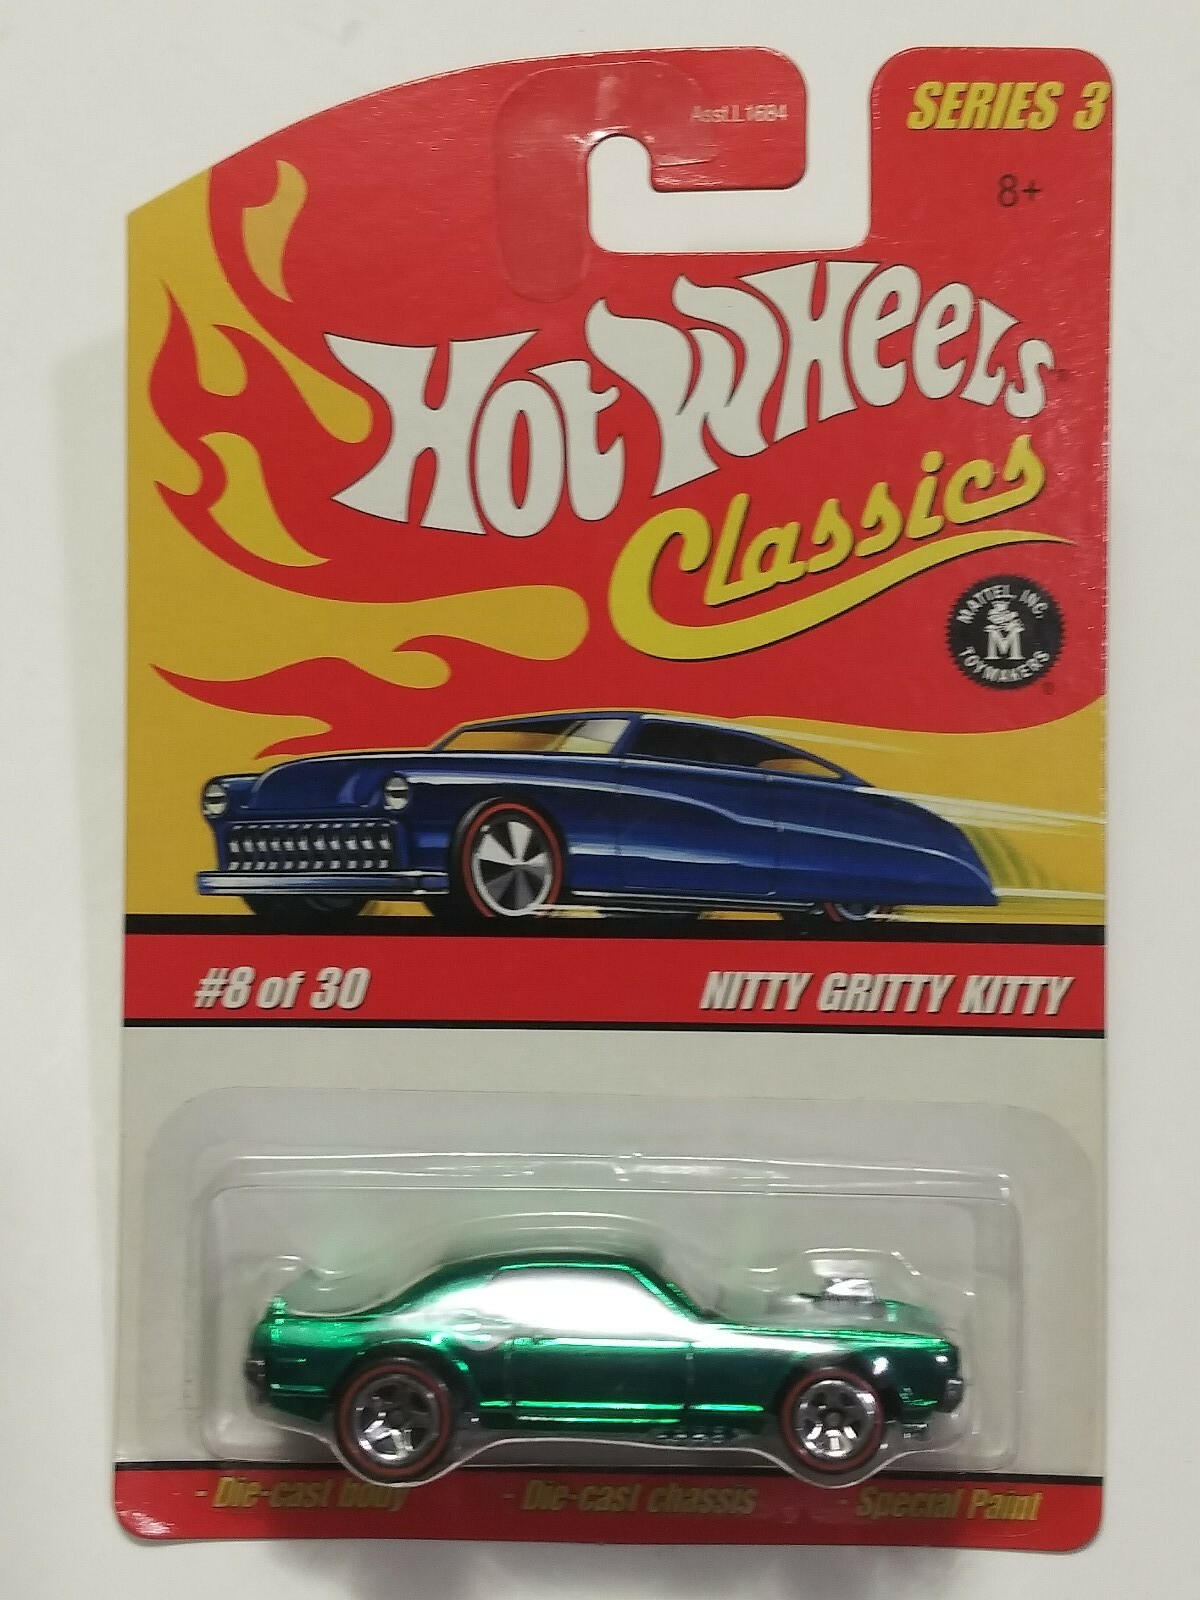 Asst.L1684
SERIES 3
8+
Hot Wheels
Classics
MATTEL, INC.
M
TOYMAKERS
®
#8 of 30
NITTY GRITTY KITTY
- Die-cast body - Die-cast chassis - Special Paint